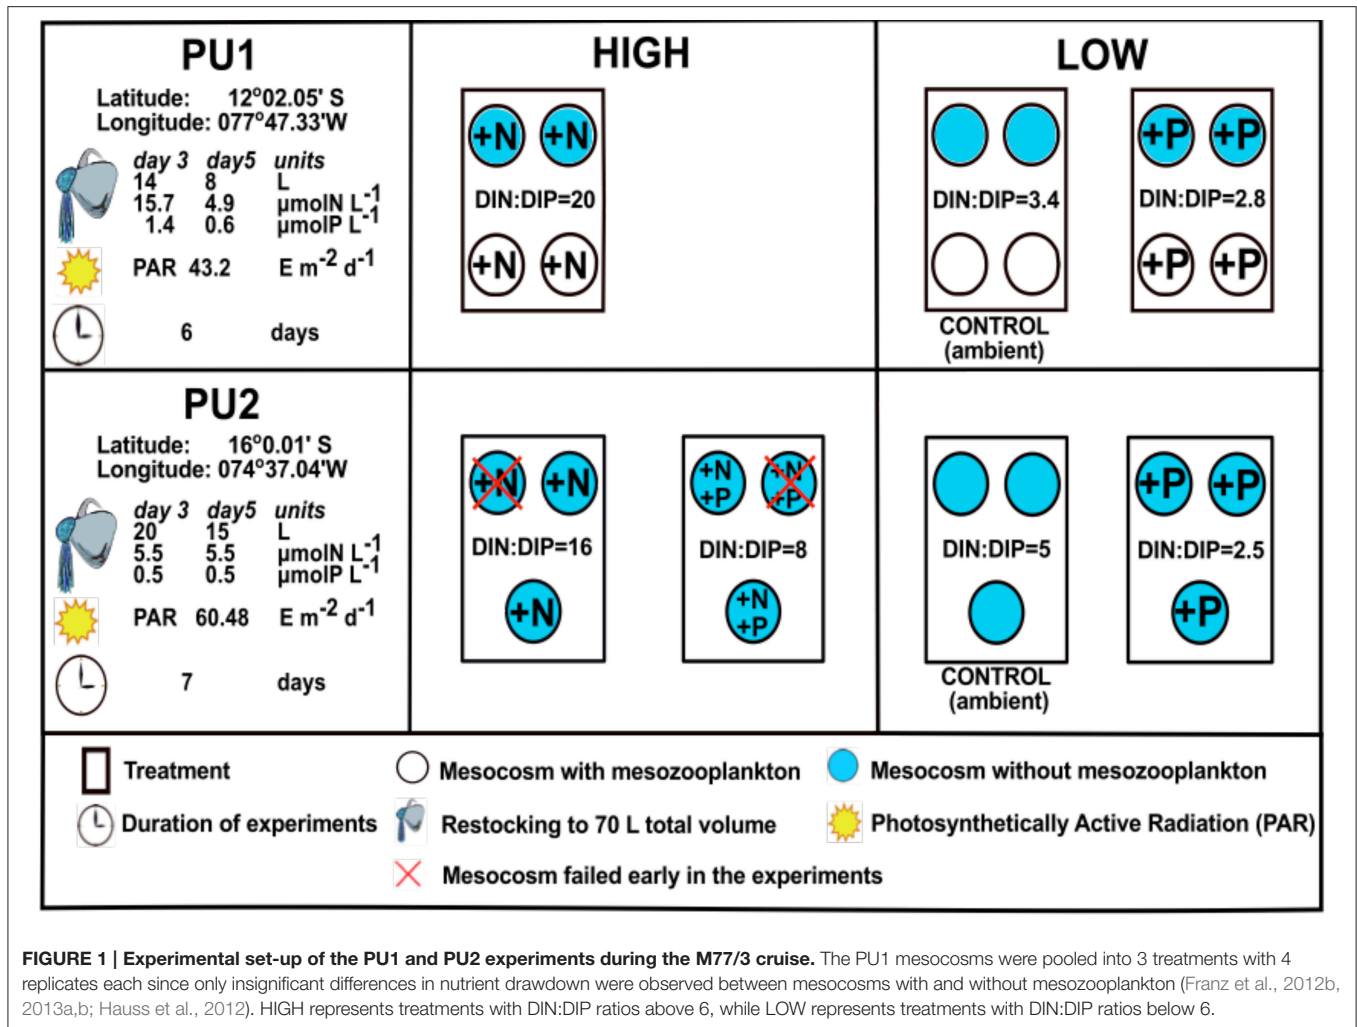 PU1
Latitude: 12°02.05' S
Longitude: 077°47.33'W
day 3 day5 units
14 8 L
15.7 4.9 µmolN L-1
1.4 0.6 µmolP L-1
PAR 43.2 E m-2 d-1
6 days
HIGH
+N +N
DIN:DIP=20
+N +N
LOW
DIN:DIP=3.4
CONTROL
(ambient)
+P +P
DIN:DIP=2.8
+P +P
PU2
Latitude: 16°0.01' S
Longitude: 074°37.04'W
day 3 day5 units
20 15 L
5.5 5.5 µmolN L-1
0.5 0.5 µmolP L-1
PAR 60.48 E m-2 d-1
7 days
+N +N
DIN:DIP=16
+N
+N +N
+P +P
DIN:DIP=8
+N
+P
DIN:DIP=5
CONTROL
(ambient)
+P +P
DIN:DIP=2.5
+P
Treatment
Mesocosm with mesozooplankton
Mesocosm without mesozooplankton
Duration of experiments
Restocking to 70 L total volume
Photosynthetically Active Radiation (PAR)
Mesocosm failed early in the experiments
FIGURE 1 | Experimental set-up of the PU1 and PU2 experiments during the M77/3 cruise. The PU1 mesocosms were pooled into 3 treatments with 4
replicates each since only insignificant differences in nutrient drawdown were observed between mesocosms with and without mesozooplankton (Franz et al., 2012b,
2013a,b; Hauss et al., 2012). HIGH represents treatments with DIN:DIP ratios above 6, while LOW represents treatments with DIN:DIP ratios below 6.